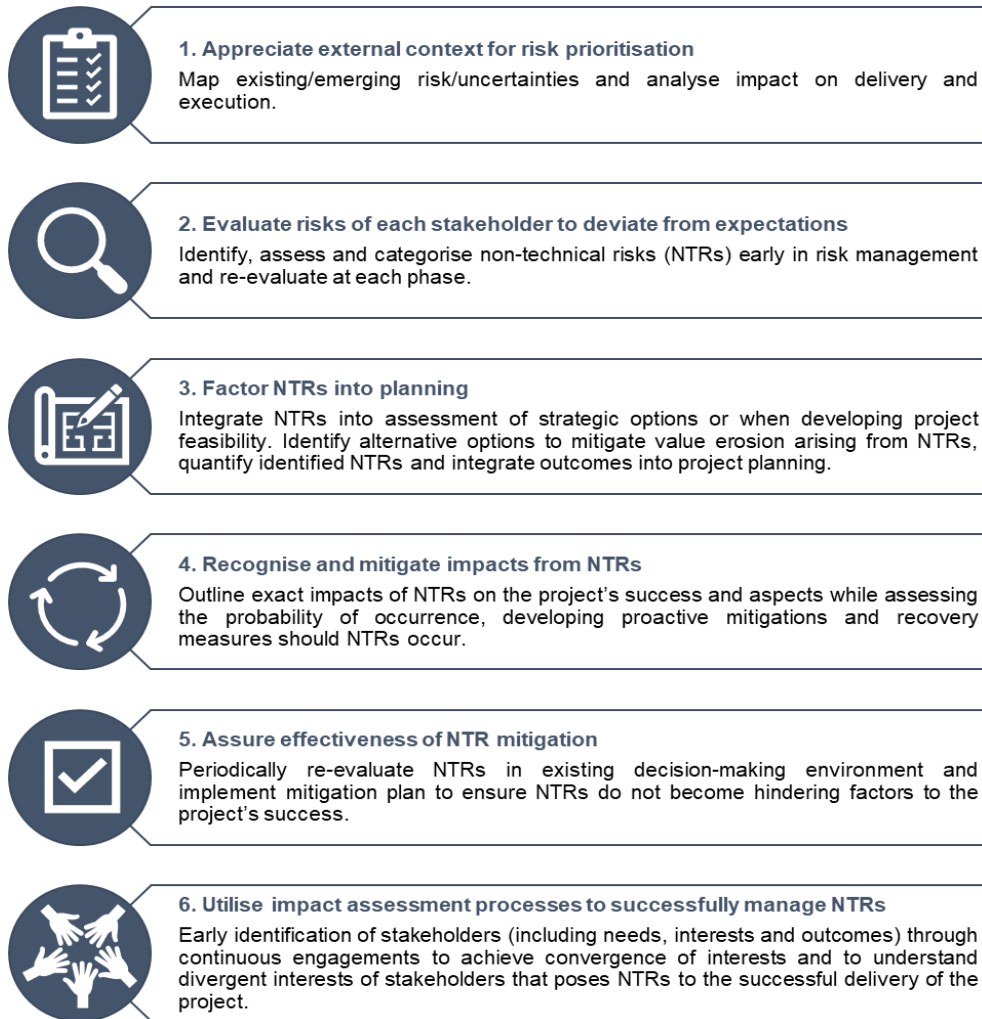 1. Appreciate external context for risk prioritisation
Map existing/emerging risk/uncertainties and analyse impact on delivery and
execution.
2. Evaluate risks of each stakeholder to deviate from expectations
Identify, assess and categorise non-technical risks (NTRs) early in risk management
and re-evaluate at each phase.
3. Factor NTRs into planning
Integrate NTRs into assessment of strategic options or when developing project
feasibility. Identify alternative options to mitigate value erosion arising from NTRs,
quantify identified NTRs and integrate outcomes into project planning.
4. Recognise and mitigate impacts from NTRs
Outline exact impacts of NTRs on the project's success and aspects while assessing
the probability of occurrence, developing proactive mitigations and recovery
measures should NTRs occur.
5. Assure effectiveness of NTR mitigation
Periodically re-evaluate NTRs in existing decision-making environment and
implement mitigation plan to ensure NTRs do not become hindering factors to the
project's success.
6. Utilise impact assessment processes to successfully manage NTRs
Early identification of stakeholders (including needs, interests and outcomes) through
continuous engagements to achieve convergence of interests and to understand
divergent interests of stakeholders that poses NTRs to the successful delivery of the
project.